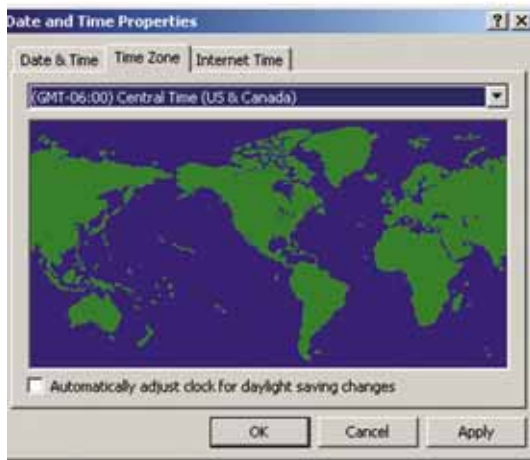 Date and Time Properties
Date & Time Time Zone Internet Time
(GMT-06:00) Central Time (US & Canada)
Automatically adjust clock for daylight saving changes
OK Cancel Apply